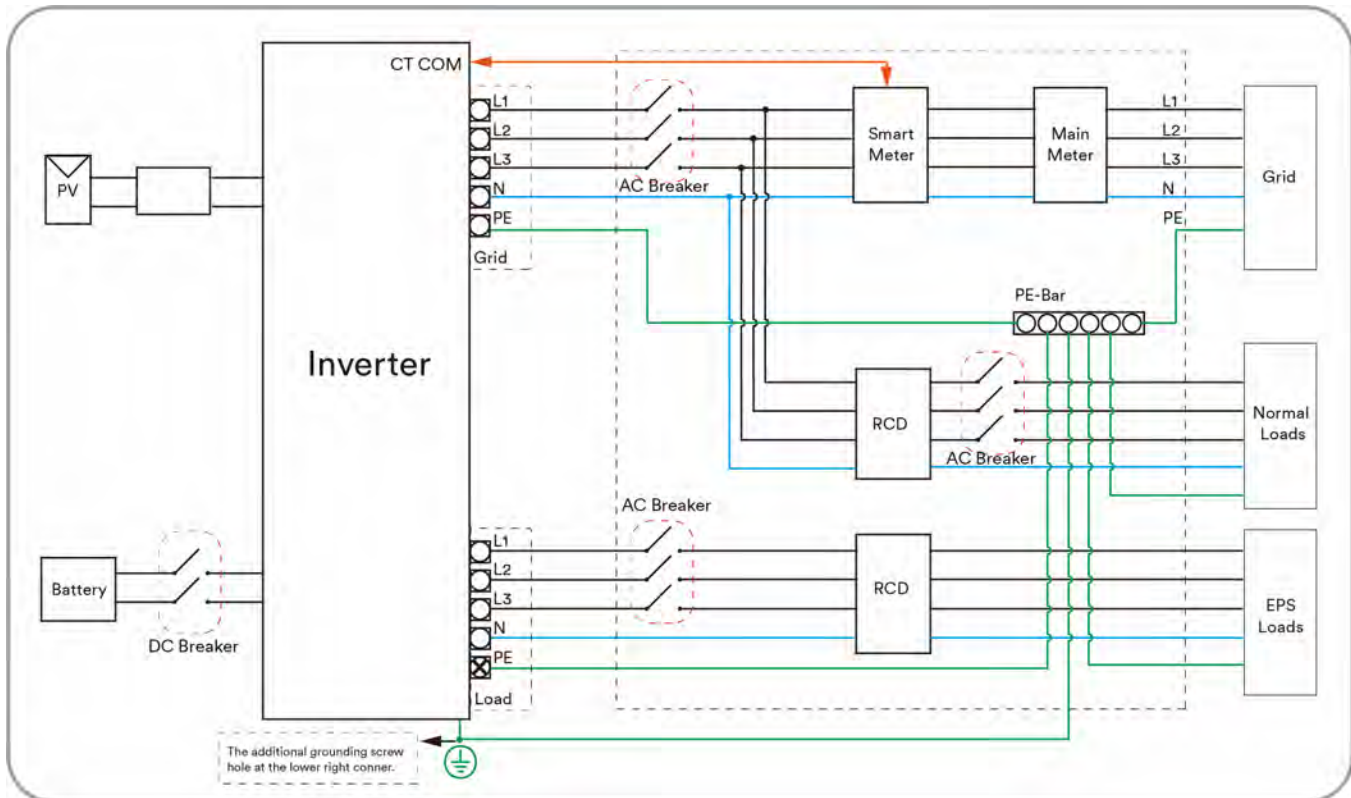 CT COM
L1
L2
L3
N
PE
Grid
AC Breaker
Smart
Meter
Main
Meter
L1
L2
L3
N
PE
Grid
PV
PE-Bar
Inverter
RCD
AC Breaker
Normal
Loads
Battery
DC Breaker
L1
L2
L3
N
PE
Load
AC Breaker
RCD
EPS
Loads
The additional grounding screw
hole at the lower right conner.